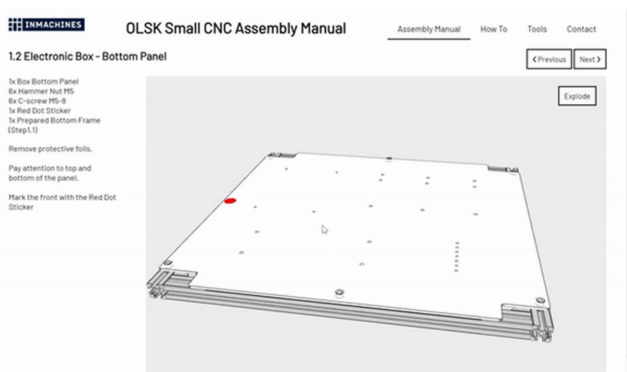 INMACHINES
OLSK Small CNC Assembly Manual
Assembly Manual
How To
Tools
Contact
1.2 Electronic Box - Bottom Panel
Previous
Next
1x Box Bottom Panel
6x Hammer Nut M5
6x C-screw M5-8
1x Red Dot Sticker
1x Prepared Bottom Frame
(Step1.1)
Remove protective foils.
Pay attention to top and
bottom of the panel.
Mark the front with the Red Dot
Sticker
Explode